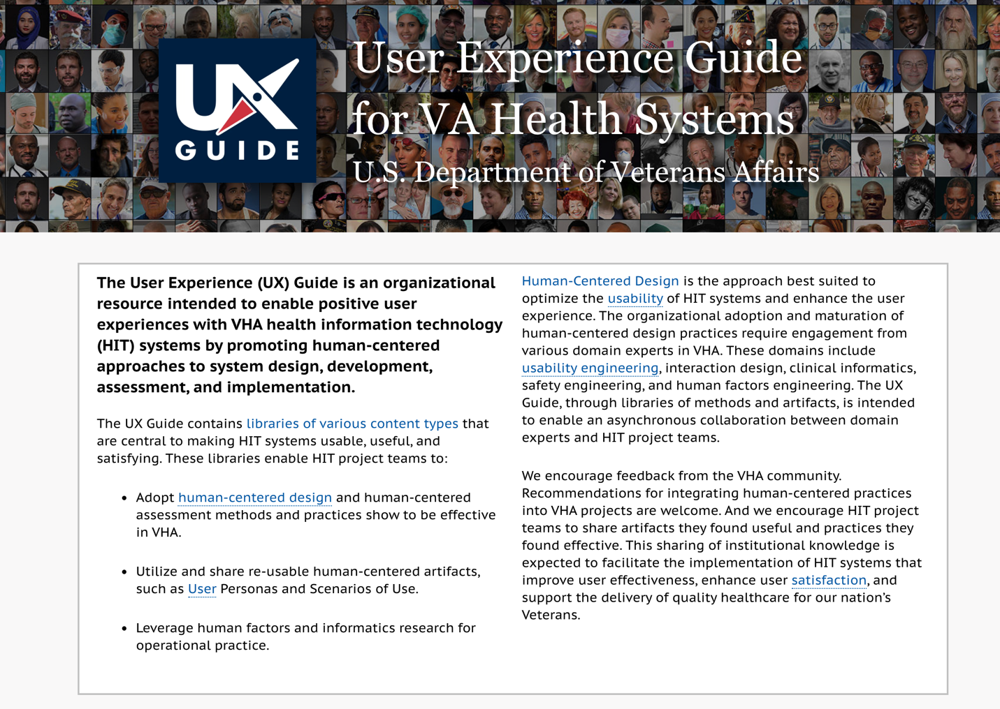 UX
GUIDE
User Experience Guide
for VA Health Systems
U.S. Department of Veterans Affairs
The User Experience (UX) Guide is an organizational
resource intended to enable positive user
experiences with VHA health information technology
(HIT) systems by promoting human-centered
approaches to system design, development,
assessment, and implementation.
The UX Guide contains libraries of various content types that
are central to making HIT systems usable, useful, and
satisfying. These libraries enable HIT project teams to:
• Adopt human-centered design and human-centered
assessment methods and practices show to be effective
in VHA.
• Utilize and share re-usable human-centered artifacts,
such as User Personas and Scenarios of Use.
• Leverage human factors and informatics research for
operational practice.
Human-Centered Design is the approach best suited to
optimize the usability of HIT systems and enhance the user
experience. The organizational adoption and maturation of
human-centered design practices require engagement from
various domain experts in VHA. These domains include
usability engineering, interaction design, clinical informatics,
safety engineering, and human factors engineering. The UX
Guide, through libraries of methods and artifacts, is intended
to enable an asynchronous collaboration between domain
experts and HIT project teams.
We encourage feedback from the VHA community.
Recommendations for integrating human-centered practices
into VHA projects are welcome. And we encourage HIT project
teams to share artifacts they found useful and practices they
found effective. This sharing of institutional knowledge is
expected to facilitate the implementation of HIT systems that
improve user effectiveness, enhance user satisfaction, and
support the delivery of quality healthcare for our nation’s
Veterans.